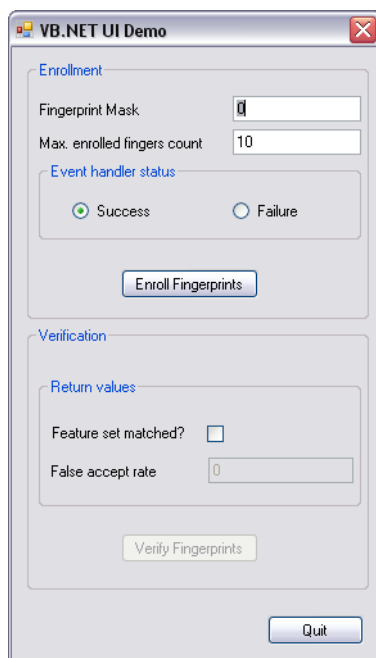 VB.NET UI Demo
Enrollment
Fingerprint Mask 0
Max. enrolled fingers count 10
Event handler status
Success Failure
Enroll Fingerprints
Verification
Return values
Feature set matched?
False accept rate 0
Verify Fingerprints
Quit